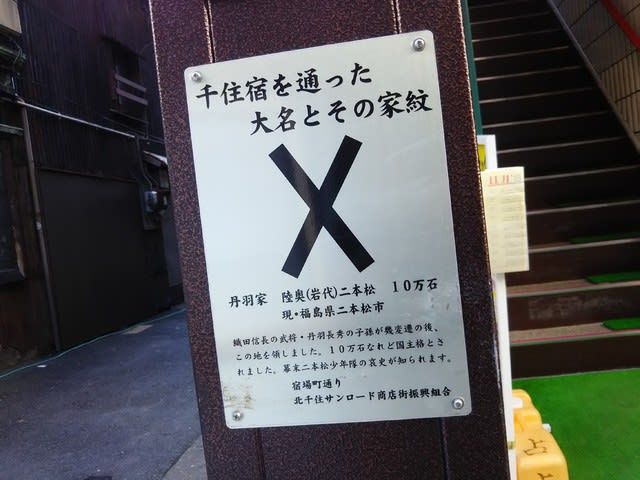 千住宿を通った
大名とその家紋
丹羽家 陸奥(岩代)二本松 10万石
現・福島県二本松市
織田信長の武将・丹羽長秀の子孫が幾変遷の後、
この地を領しました。10万石なれど国主格とさ
れました。幕末二本松少年隊の哀史が知られます。
宿場町通り
北千住サンロード商店街振興組合
占
占